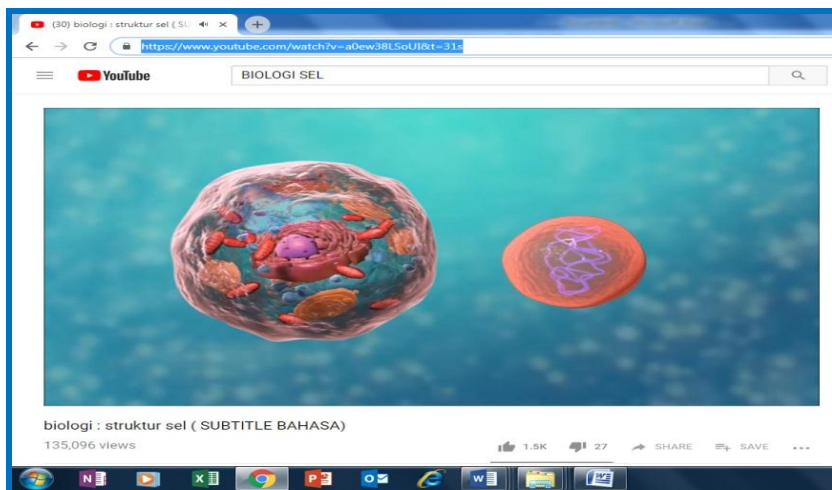 (30) biologi : struktur sel ( SU
https://www.youtube.com/watch?v=a0ew38LSoUI&t=31s
YouTube
BIOLOGI SEL
biologi : struktur sel ( SUBTITLE BAHASA)
135,096 views
1.5K 27 SHARE SAVE